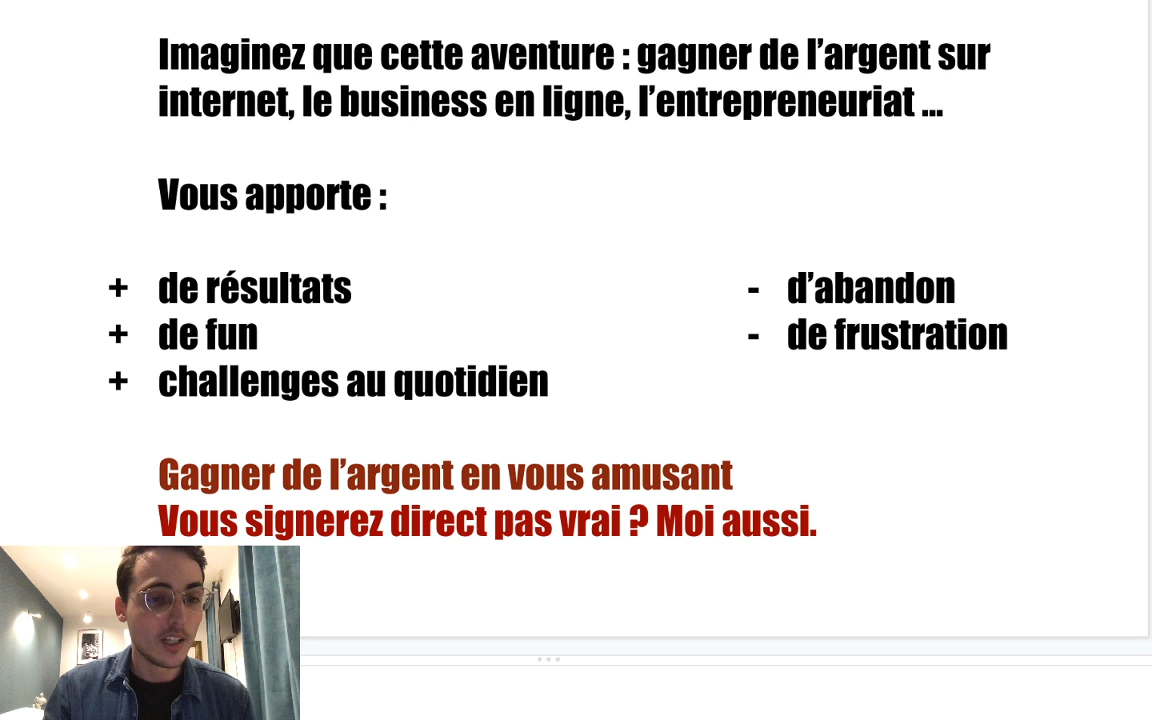 Imaginez que cette aventure : gagner de l’argent sur
internet, le business en ligne, l’entrepreneuriat ...
Vous apporte :
+ de résultats
+ de fun
+ challenges au quotidien
- d’abandon
- de frustration
Gagner de l’argent en vous amusant
Vous signerez direct pas vrai ? Moi aussi.